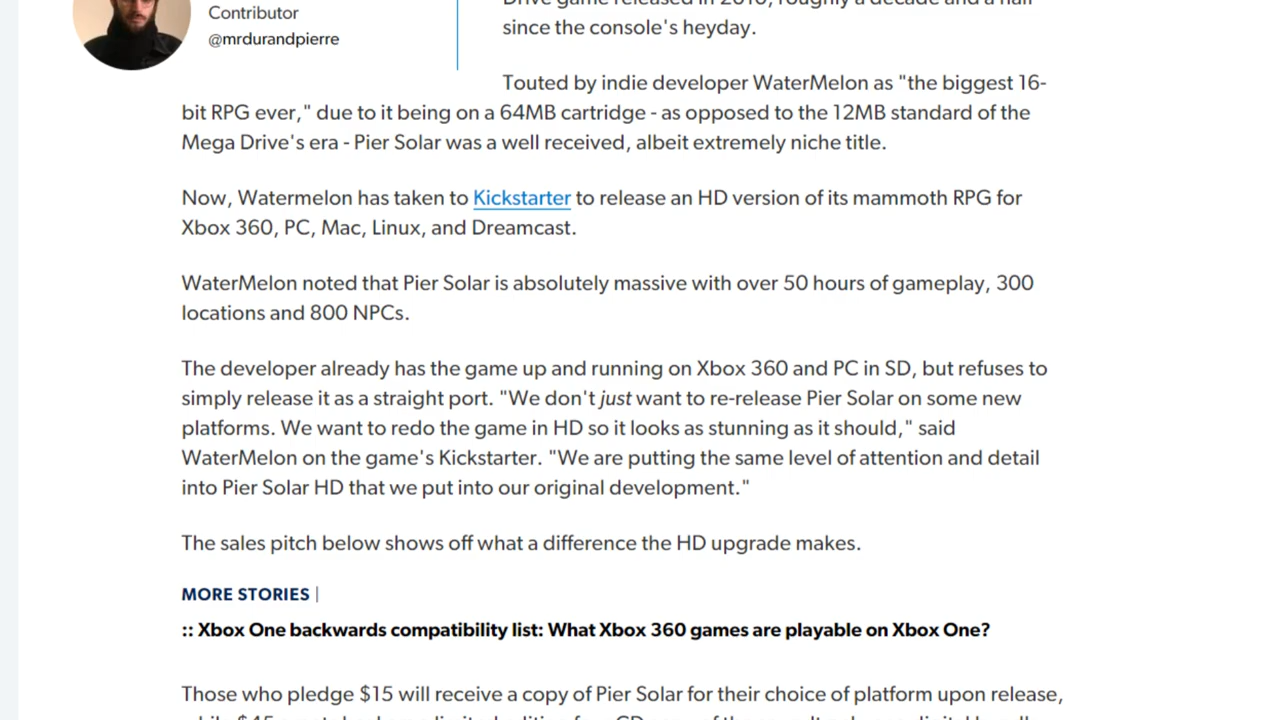 Contributor
@mrdurandpierre
Drive game released in 2010, roughly a decade and a half
since the console's heyday.
Touted by indie developer WaterMelon as "the biggest 16-
bit RPG ever," due to it being on a 64MB cartridge - as opposed to the 12MB standard of the
Mega Drive's era - Pier Solar was a well received, albeit extremely niche title.
Now, Watermelon has taken to Kickstarter to release an HD version of its mammoth RPG for
Xbox 360, PC, Mac, Linux, and Dreamcast.
WaterMelon noted that Pier Solar is absolutely massive with over 50 hours of gameplay, 300
locations and 800 NPCs.
The developer already has the game up and running on Xbox 360 and PC in SD, but refuses to
simply release it as a straight port. "We don't just want to re-release Pier Solar on some new
platforms. We want to redo the game in HD so it looks as stunning as it should," said
WaterMelon on the game's Kickstarter. "We are putting the same level of attention and detail
into Pier Solar HD that we put into our original development."
The sales pitch below shows off what a difference the HD upgrade makes.
MORE STORIES |
:: Xbox One backwards compatibility list: What Xbox 360 games are playable on Xbox One?
Those who pledge $15 will receive a copy of Pier Solar for their choice of platform upon release,